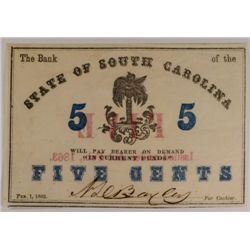 The Bank of the
STATE OF SOUTH CAROLINA
5 5
WILL PAY BEARER ON DEMAND
IN CURRENT FUNDS
FIVE CENTS
FEB. 1, 1863. For Cashier.